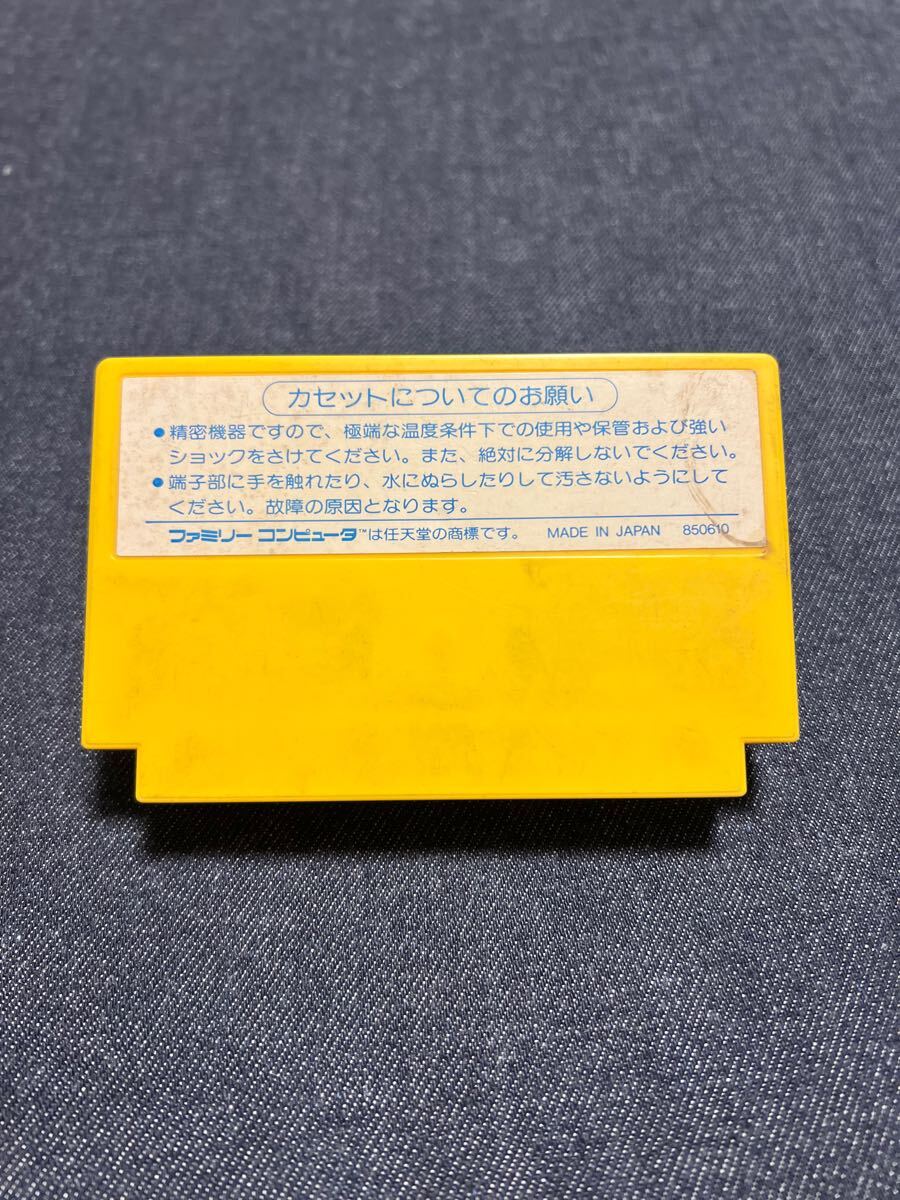 カセットについてのお願い
●精密機器ですので、極端な温度条件下での使用や保管および強い
ショックをさけてください。また、絶対に分解しないでください。
●端子部に手を触れたり、水にぬらしたりして汚さないようにして
ください。故障の原因となります。
ファミリー コンピュータ™は任天堂の商標です。 MADE IN JAPAN 850610